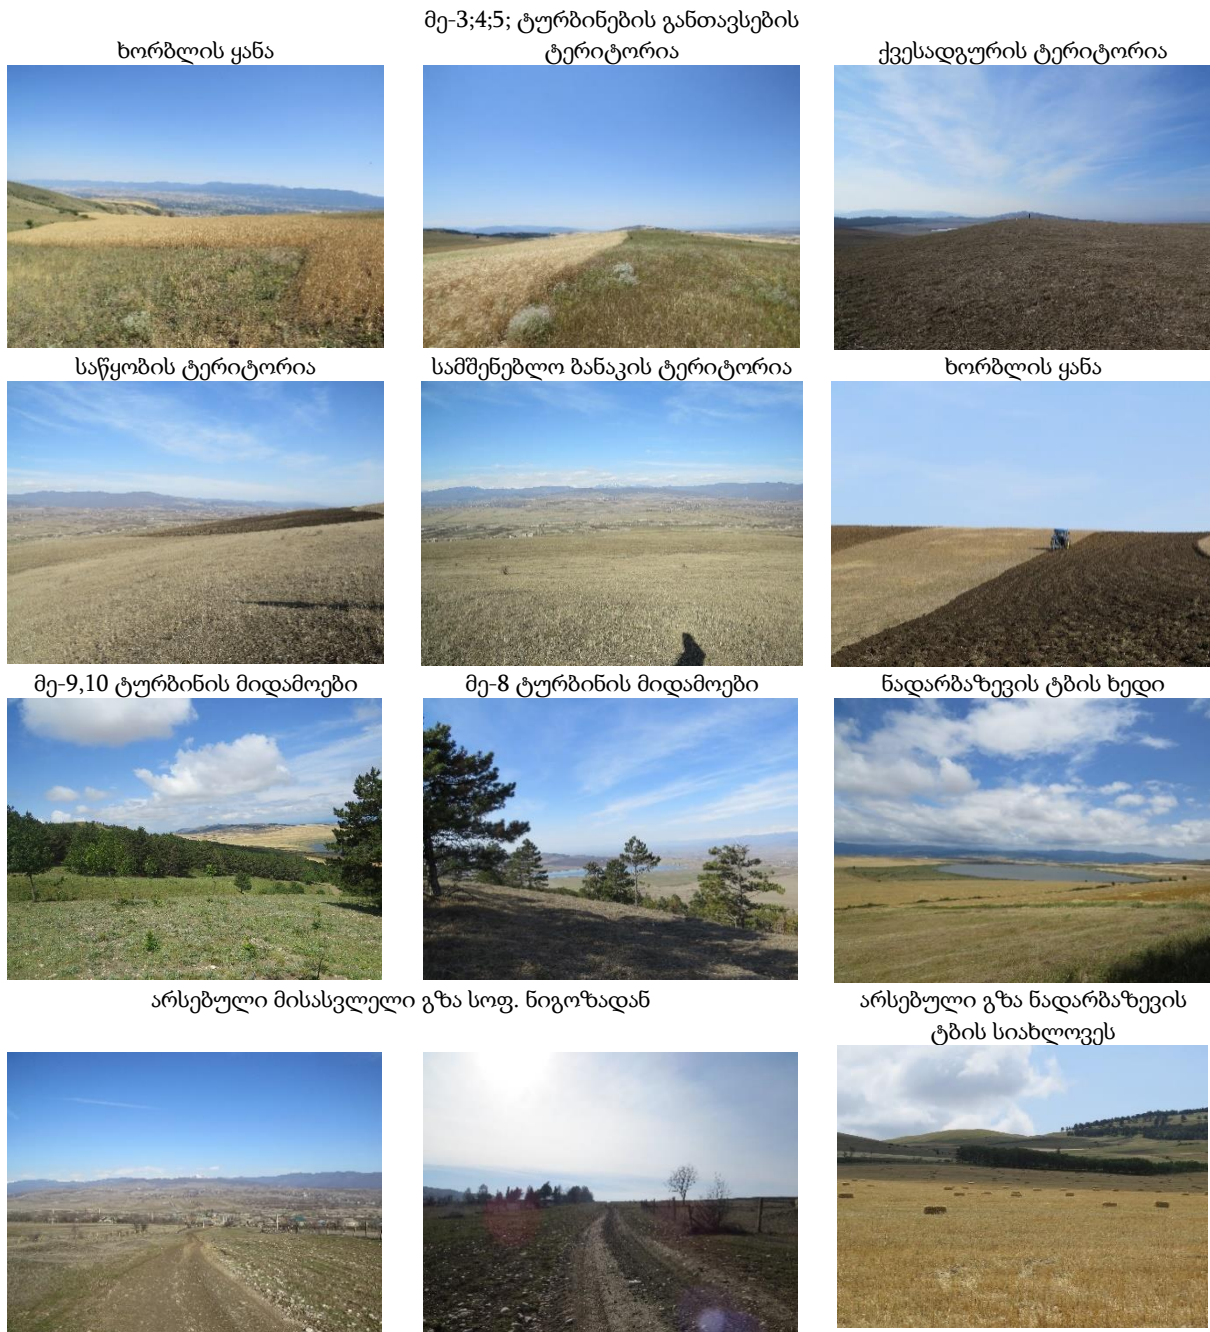 ხორბლის ყანა
მე-3;4;5; ტურბინების განთავსების
ტერიტორია
ქვესადგურის ტერიტორია
საწყობის ტერიტორია
სამშენებლო ბანაკის ტერიტორია
ხორბლის ყანა
მე-9,10 ტურბინის მიდამოები
მე-8 ტურბინის მიდამოები
ნადარბაზევის ტბის ხედი
არსებული მისასვლელი გზა სოფ. ნიგოზადან
არსებული გზა ნადარბაზევის
ტბის სიახლოვეს